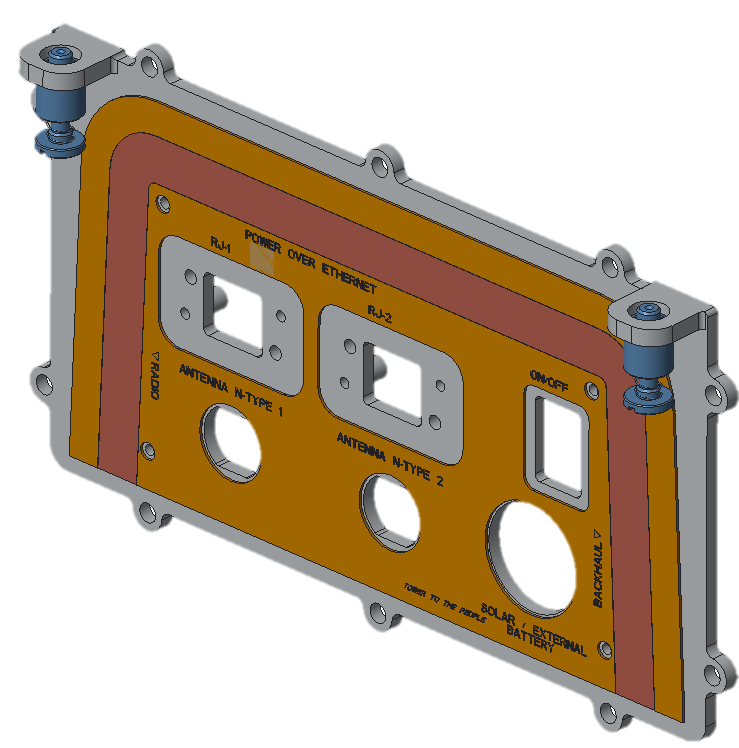 RJ-1
POWER OVER ETHERNET
RJ-2
▽ RADIO
ANTENNA N-TYPE 1
ON/OFF
ANTENNA N-TYPE 2
BACKHAUL ▽
TOWER TO THE PEOPLE
SOLAR / EXTERNAL
BATTERY